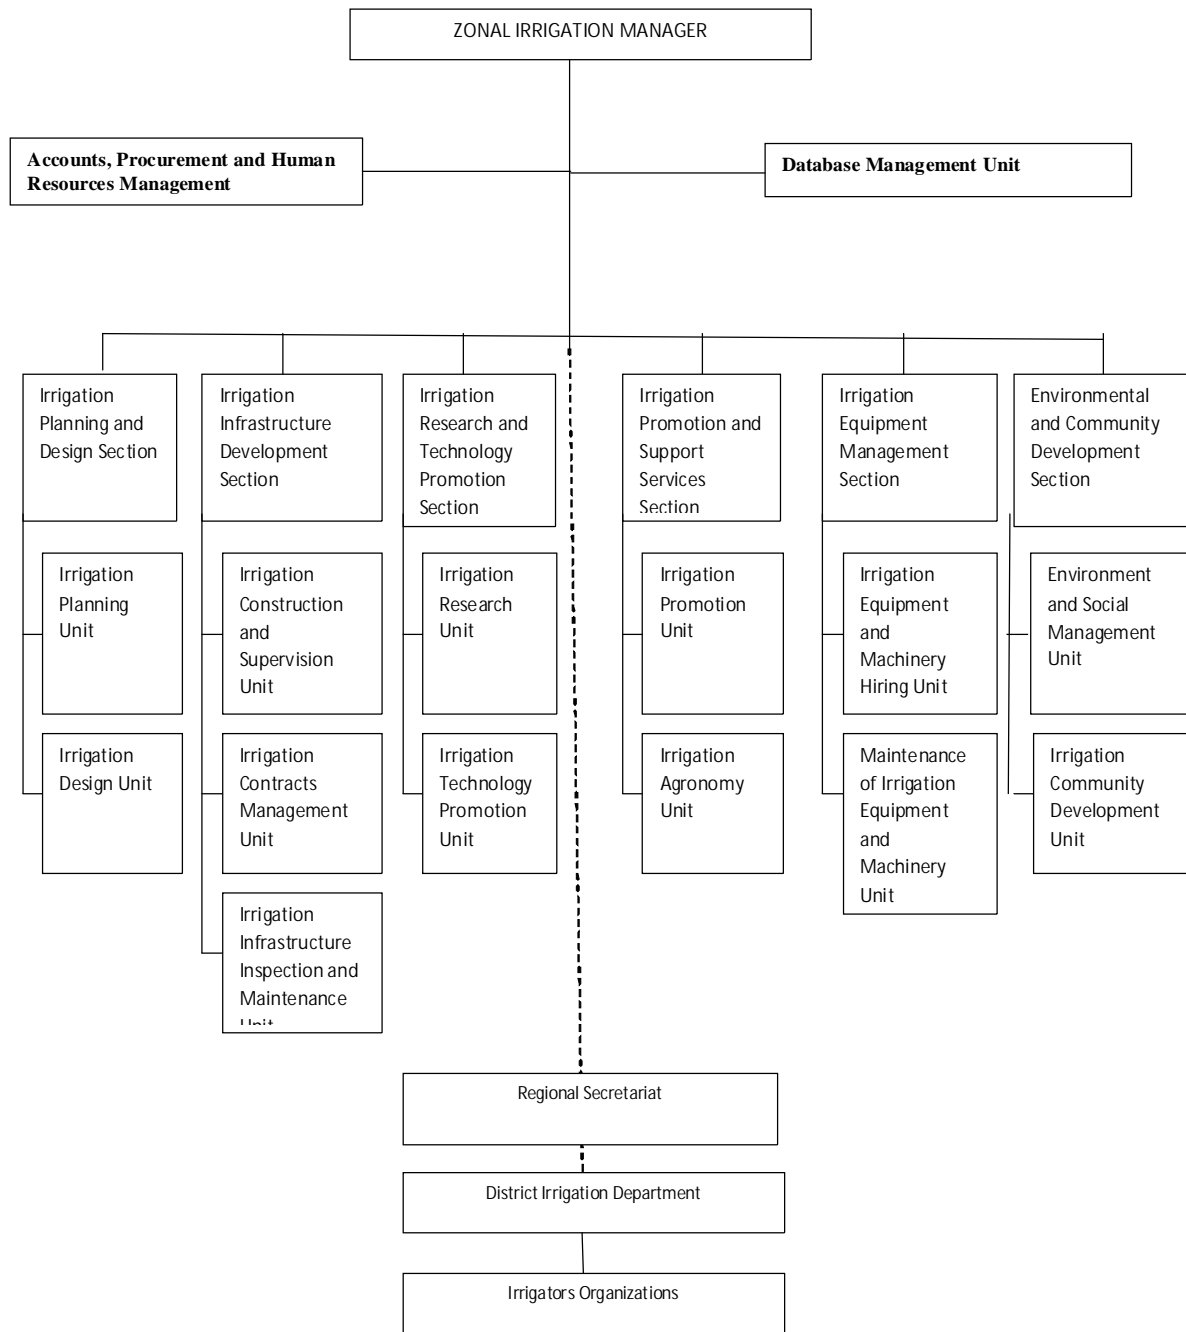 ZONAL IRRIGATION MANAGER
Accounts, Procurement and Human
Resources Management
Database Management Unit
Irrigation
Planning and
Design Section
Irrigation
Infrastructure
Development
Section
Irrigation
Research and
Technology
Promotion
Section
Irrigation
Promotion and
Support
Services
Section
Irrigation
Equipment
Management
Section
Environmental
and Community
Development
Section
Irrigation
Planning
Unit
Irrigation
Construction
and
Supervision
Unit
Irrigation
Research
Unit
Irrigation
Promotion
Unit
Irrigation
Equipment
and
Machinery
Hiring Unit
Environment
and Social
Management
Unit
Irrigation
Design Unit
Irrigation
Contracts
Management
Unit
Irrigation
Technology
Promotion
Unit
Irrigation
Agronomy
Unit
Maintenance
of Irrigation
Equipment
and
Machinery
Unit
Irrigation
Community
Development
Unit
Irrigation
Infrastructure
Inspection and
Maintenance
Unit
Regional Secretariat
District Irrigation Department
Irrigators Organizations